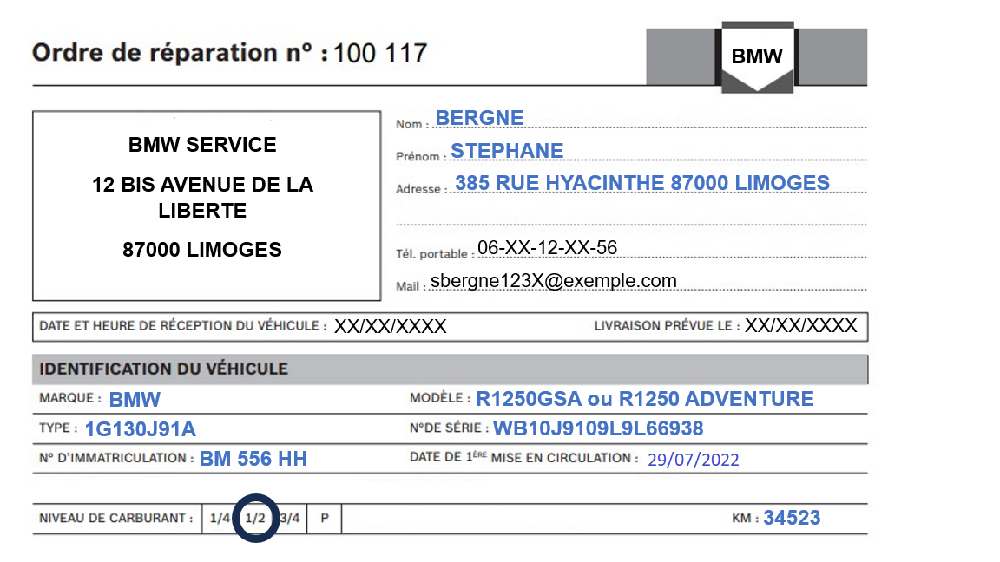 Ordre de réparation n° : 100 117
BMW
BMW SERVICE
12 BIS AVENUE DE LA
LIBERTE
87000 LIMOGES
Nom : BERGNE
Prénom : STEPHANE
Adresse : 385 RUE HYACINTHE 87000 LIMOGES
Tél. portable : 06-XX-12-XX-56
Mail : sbergne123X@exemple.com
DATE ET HEURE DE RÉCEPTION DU VÉHICULE : XX/XX/XXXX LIVRAISON PRÉVUE LE : XX/XX/XXXX
IDENTIFICATION DU VÉHICULE
MARQUE : BMW MODÈLE : R1250GSA ou R1250 ADVENTURE
TYPE : 1G130J91A N°DE SÉRIE : WB10J9109L9L66938
N° D'IMMATRICULATION : BM 556 HH DATE DE 1ÈRE MISE EN CIRCULATION : 29/07/2022
NIVEAU DE CARBURANT : 1/4 1/2 3/4 P KM : 34523